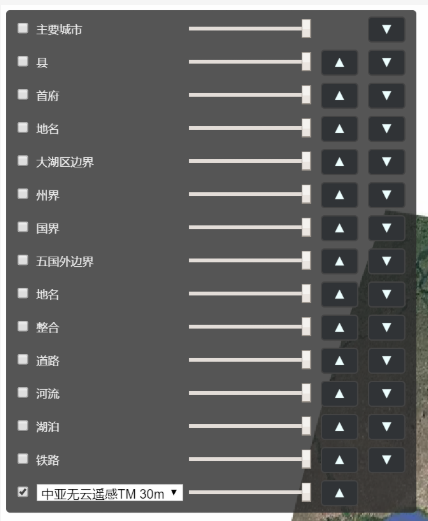 主要城市
县
首府
地名
大湖区边界
州界
国界
五国外边界
地名
整合
道路
河流
湖泊
铁路
中亚无云遥感TM 30m